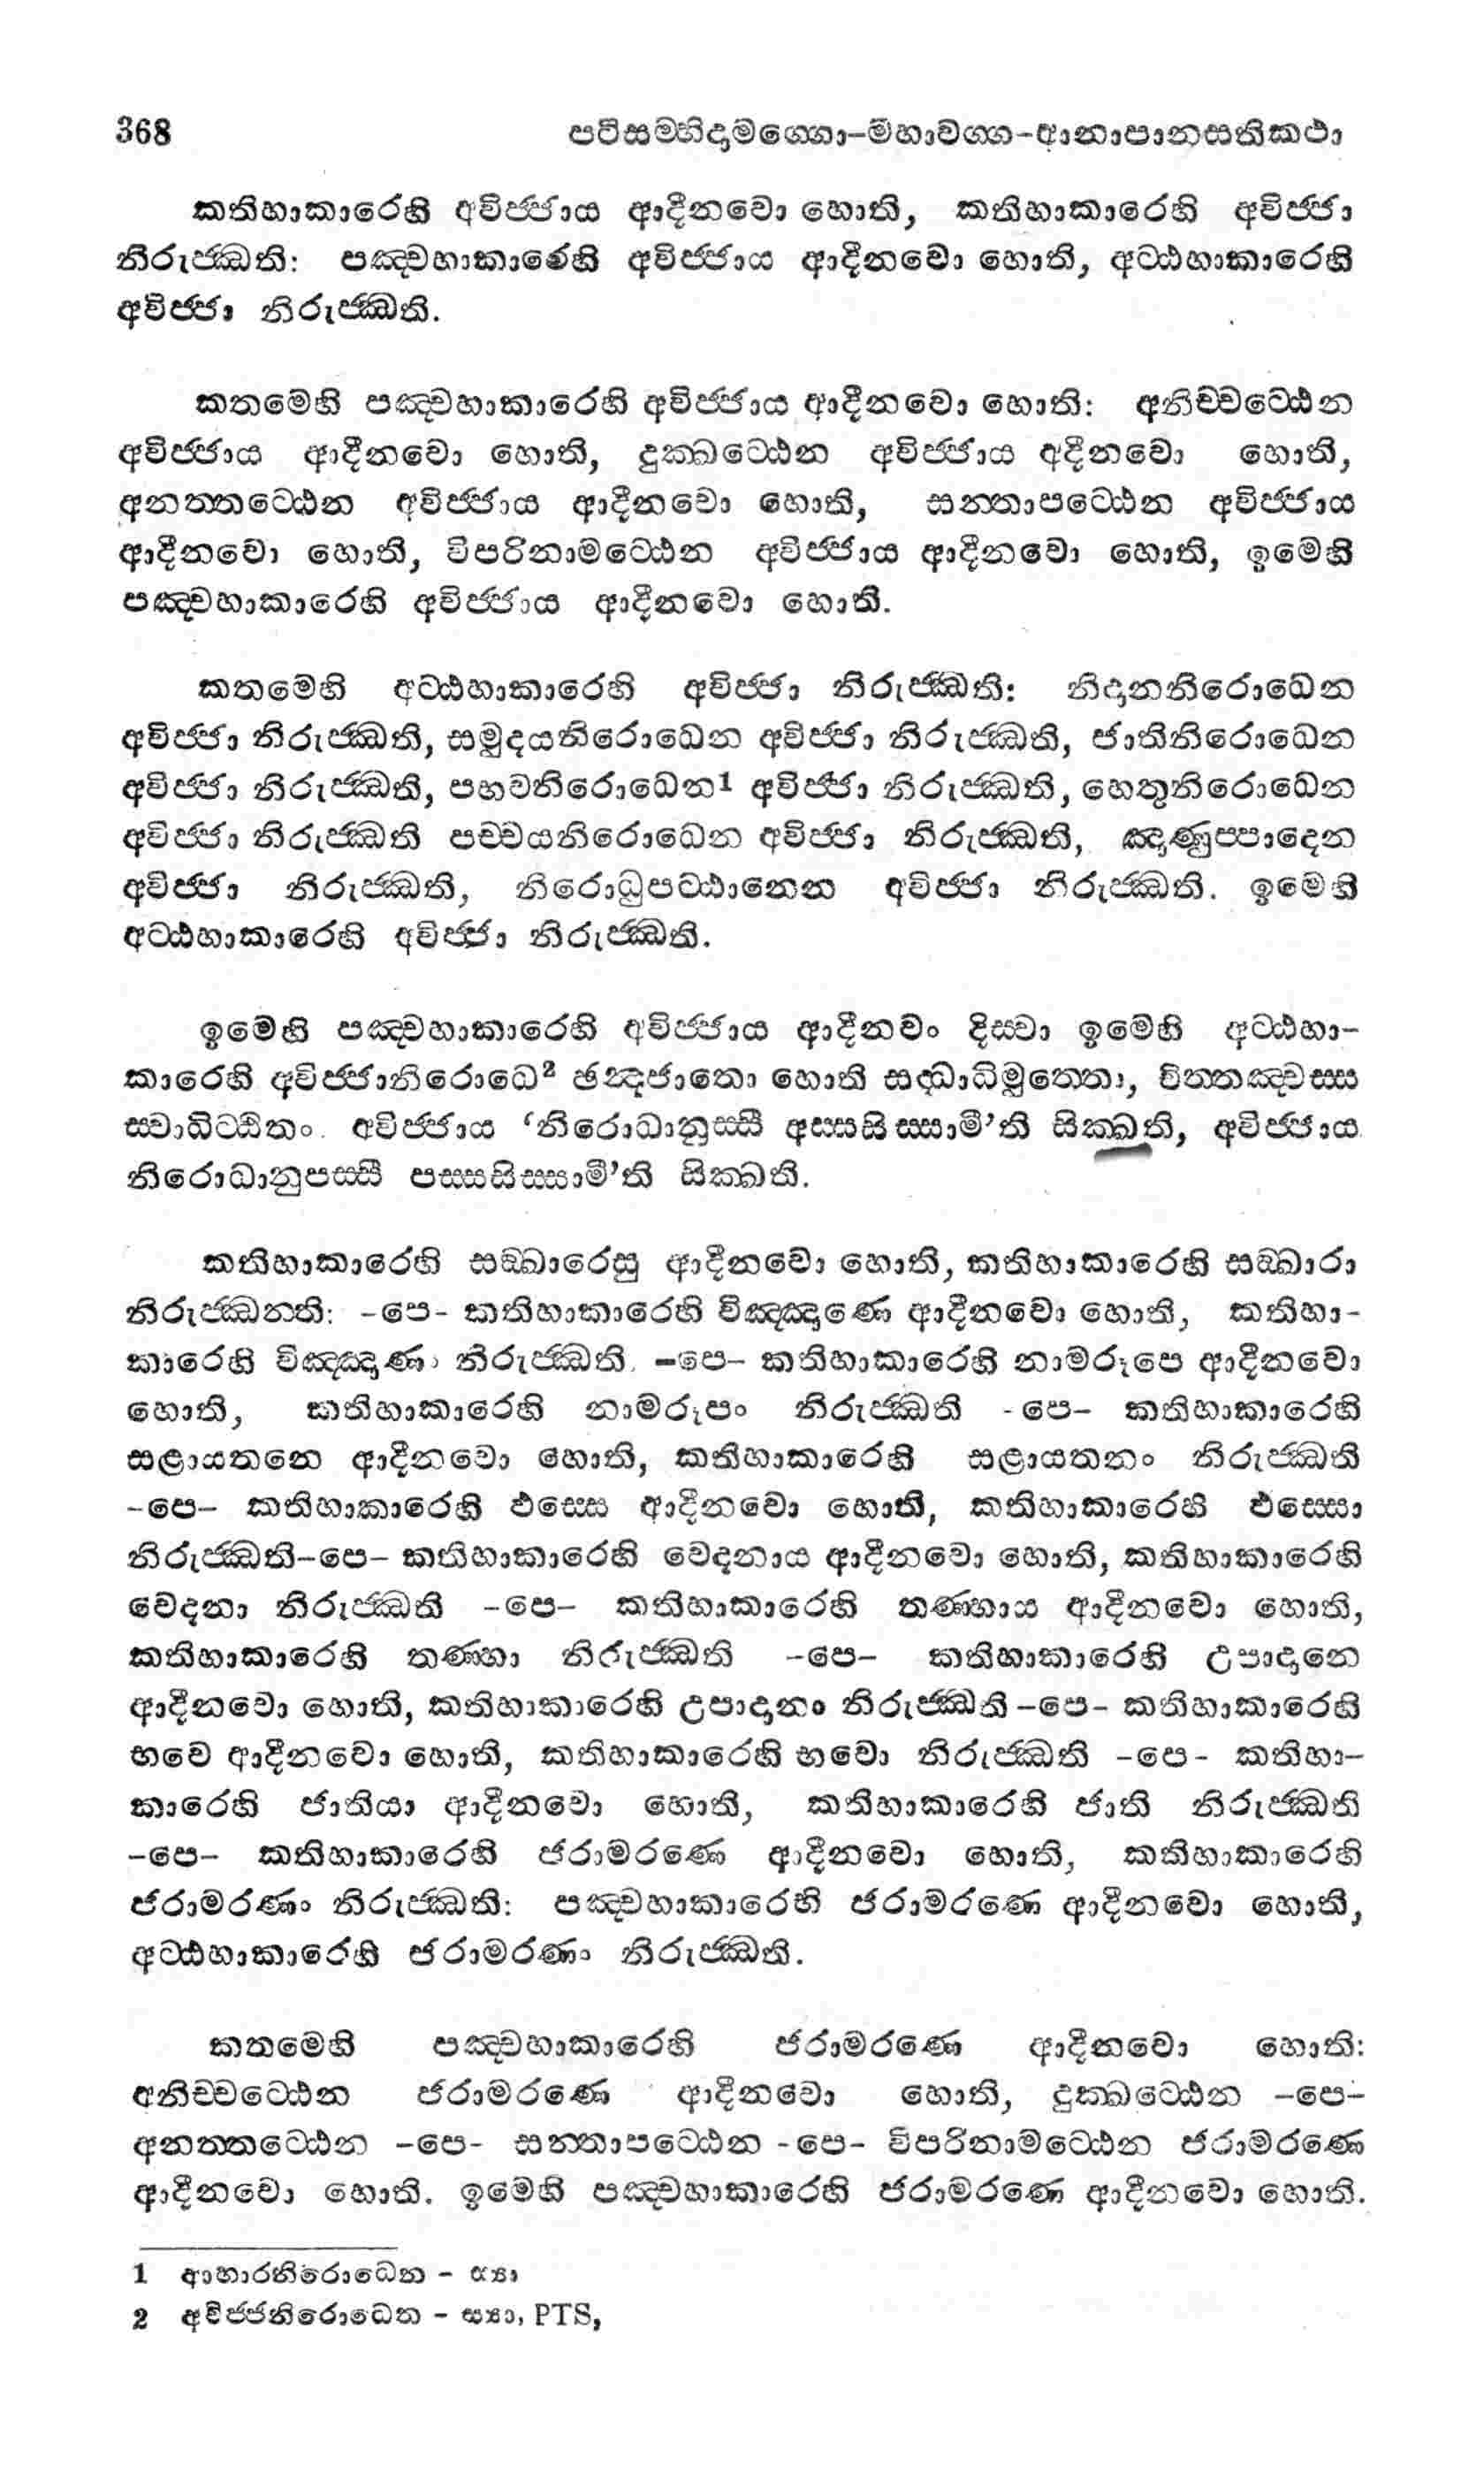 368 පටිසම්භිදාමග්ගො-මහාවග්ග-ආනාපානසතිකථා
කතිහාකාරෙහි අවිජ්ජාය ආදීනවො හොති, කතිහාකාරෙහි අවිජ්ජා
නිරුජ්ඣති: පඤ්චහාකාරෙහි අවිජ්ජාය ආදීනවො හොති, අට්ඨහාකාරෙහි
අවිජ්ජා නිරුජ්ඣති.
කතමෙහි පඤ්චහාකාරෙහි අවිජ්ජාය ආදීනවො හොති: අනිච්චට්ඨෙන
අවිජ්ජාය ආදීනවො හොති, දුක්ඛට්ඨෙන අවිජ්ජාය අදීනවො හොති,
අනත්තට්ඨෙන අවිජ්ජාය ආදීනවො හොති, සන්තාපට්ඨෙන අවිජ්ජාය
ආදීනවො හොති, විපරිනාමට්ඨෙන අවිජ්ජාය ආදීනවො හොති, ඉමෙහි
පඤ්චහාකාරෙහි අවිජ්ජාය ආදීනවො හොති.
කතමෙහි අට්ඨහාකාරෙහි අවිජ්ජා නිරුජ්ඣති: නිදානනිරොධෙන
අවිජ්ජා නිරුජ්ඣති, සමුදයනිරොධෙන අවිජ්ජා නිරුජ්ඣති, ජාතිනිරොධෙන
අවිජ්ජා නිරුජ්ඣති, පභවනිරොධෙන1 අවිජ්ජා නිරුජ්ඣති, හෙතුනිරොධෙන
අවිජ්ජා නිරුජ්ඣති පච්චයනිරොධෙන අවිජ්ජා නිරුජ්ඣති, ඤාණුප්පාදෙන
අවිජ්ජා නිරුජ්ඣති, නිරොධුපට්ඨානෙන අවිජ්ජා නිරුජ්ඣති. ඉමෙහි
අට්ඨහාකාරෙහි අවිජ්ජා නිරුජ්ඣති.
ඉමෙහි පඤ්චහාකාරෙහි අවිජ්ජාය ආදීනවං දිස්වා ඉමෙහි අට්ඨහා-
කාරෙහි අවිජ්ජානිරොධෙ2 ඡන්දජාතො හොති සද්ධාධිමුත්තො, චිත්තඤ්චස්ස
ස්වාධිට්ඨිතං. අවිජ්ජාය ‘නිරොධානුස්සී අස්සසිස්සාමී’ති සික්ඛති, අවිජ්ජාය
නිරොධානුපස්සී පස්සසිස්සාමී’ති සික්ඛති.
කතිහාකාරෙහි සඞ්ඛාරෙසු ආදීනවො හොති, කතිහාකාරෙහි සඞ්ඛාරා
නිරුජ්ඣන්ති: -පෙ- කතිහාකාරෙහි විඤ්ඤාණෙ ආදීනවො හොති, කතිහා-
කාරෙහි විඤ්ඤාණං නිරුජ්ඣති. -පෙ- කතිහාකාරෙහි නාමරූපෙ ආදීනවො
හොති, කතිහාකාරෙහි නාමරූපං නිරුජ්ඣති -පෙ- කතිහාකාරෙහි
සළායතනෙ ආදීනවො හොති, කතිහාකාරෙහි සළායතනං නිරුජ්ඣති
-පෙ- කතිහාකාරෙහි ඵස්සෙ ආදීනවො හොති, කතිහාකාරෙහි ඵස්සො
නිරුජ්ඣති-පෙ- කතිහාකාරෙහි වෙදනාය ආදීනවො හොති, කතිහාකාරෙහි
වෙදනා නිරුජ්ඣති -පෙ- කතිහාකාරෙහි තණ්හාය ආදීනවො හොති,
කතිහාකාරෙහි තණ්හා නිරුජ්ඣති -පෙ- කතිහාකාරෙහි උපාදානෙ
ආදීනවො හොති, කතිහාකාරෙහි උපාදානං නිරුජ්ඣති -පෙ- කතිහාකාරෙහි
භවෙ ආදීනවො හොති, කතිහාකාරෙහි භවො නිරුජ්ඣති -පෙ- කතිහා-
කාරෙහි ජාතියා ආදීනවො හොති, කතිහාකාරෙහි ජාති නිරුජ්ඣති
-පෙ- කතිහාකාරෙහි ජරාමරණෙ ආදීනවො හොති, කතිහාකාරෙහි
ජරාමරණං නිරුජ්ඣති: පඤ්චහාකාරෙහි ජරාමරණෙ ආදීනවො හොති,
අට්ඨහාකාරෙහි ජරාමරණං නිරුජ්ඣති.
කතමෙහි පඤ්චහාකාරෙහි ජරාමරණෙ ආදීනවො හොති:
අනිච්චට්ඨෙන ජරාමරණෙ ආදීනවො හොති, දුක්ඛට්ඨෙන -පෙ-
අනත්තට්ඨෙන -පෙ- සන්තාපට්ඨෙන -පෙ- විපරිනාමට්ඨෙන ජරාමරණෙ
ආදීනවො හොති. ඉමෙහි පඤ්චහාකාරෙහි ජරාමරණෙ ආදීනවො හොති.
1 ආහාරනිරොධෙන - ස්‍යා
2 අවිජ්ජනිරොධෙන - ස්‍යා, PTS,